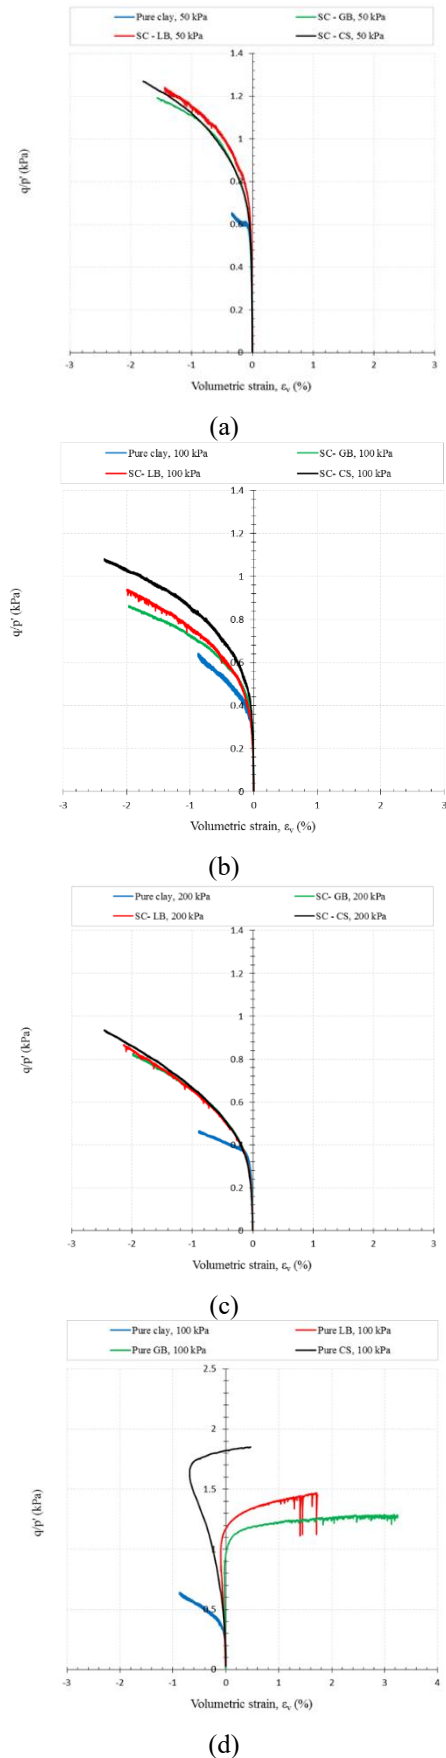 Pure clay, 50 kPa SC - GB, 50 kPa
SC - LB, 50 kPa SC - CS, 50 kPa
1.4
1.2
1
0.8
0.6
0.4
0.2
0
q/p' (kPa)
-3 -2 -1 0 1 2 3
Volumetric strain, εv (%)
(a)
Pure clay, 100 kPa SC- GB, 100 kPa
SC- LB, 100 kPa SC- CS, 100 kPa
1.4
1.2
1
0.8
0.6
0.4
0.2
0
q/p' (kPa)
-3 -2 -1 0 1 2 3
Volumetric strain, εv (%)
(b)
Pure clay, 200 kPa SC- GB, 200 kPa
SC- LB, 200 kPa SC - CS, 200 kPa
1.4
1.2
1
0.8
0.6
0.4
0.2
0
q/p' (kPa)
-3 -2 -1 0 1 2 3
Volumetric strain, εv (%)
(c)
Pure clay, 100 kPa Pure LB, 100 kPa
Pure GB, 100 kPa Pure CS, 100 kPa
2.5
2
1.5
1
0.5
0
q/p' (kPa)
-3 -2 -1 0 1 2 3 4
Volumetric strain, εv (%)
(d)